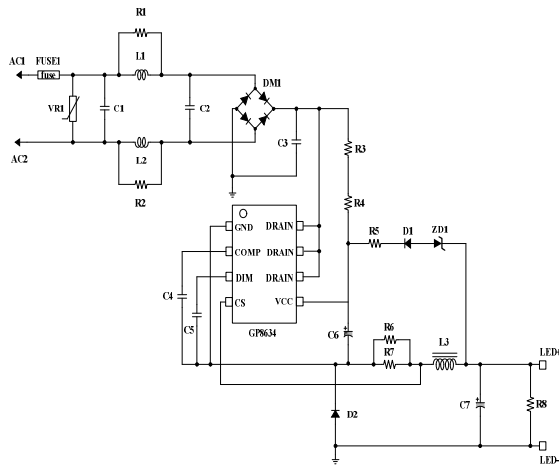 R1
L1
AC1
FUSE1
fuse
DM1
VR1
C1
C2
C3
L2
AC2
R2
R3
R4
GND
DRAIN
COMP
DRAIN
DIM
DRAIN
CS
VCC
GP8634
C4
C5
R5
D1
ZD1
C6
R6
R7
L3
LED+
C7
R8
D2
LED-